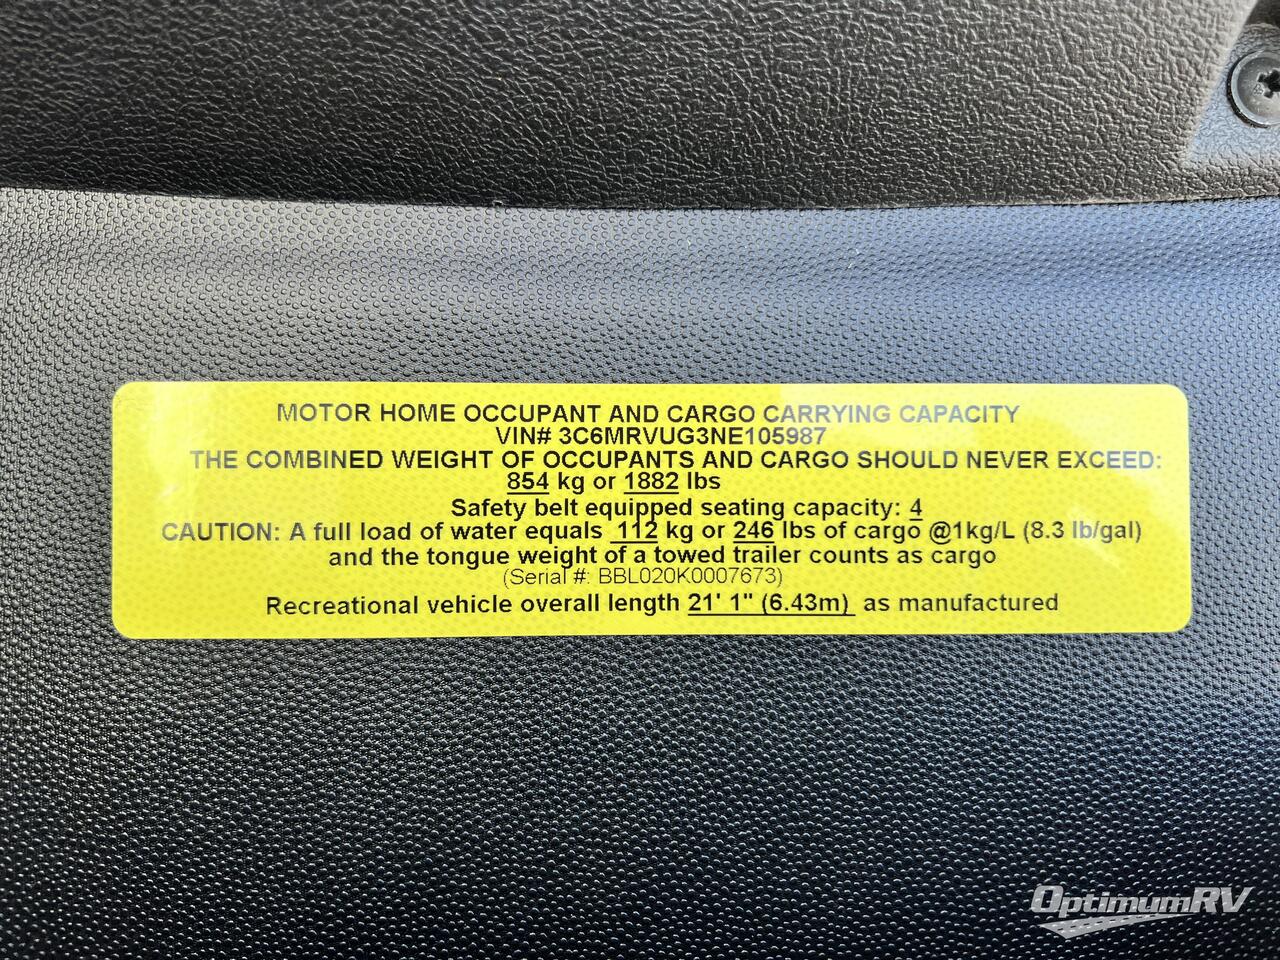 MOTOR HOME OCCUPANT AND CARGO CARRYING CAPACITY
VIN# 3C6MRVUG3NE105987
THE COMBINED WEIGHT OF OCCUPANTS AND CARGO SHOULD NEVER EXCEED:
854 kg or 1882 lbs
Safety belt equipped seating capacity: 4
CAUTION: A full load of water equals 112 kg or 246 lbs of cargo @1kg/L (8.3 lb/gal)
and the tongue weight of a towed trailer counts as cargo
(Serial #: BBL020K0007673)
Recreational vehicle overall length 21' 1" (6.43m) as manufactured
OptimumRV